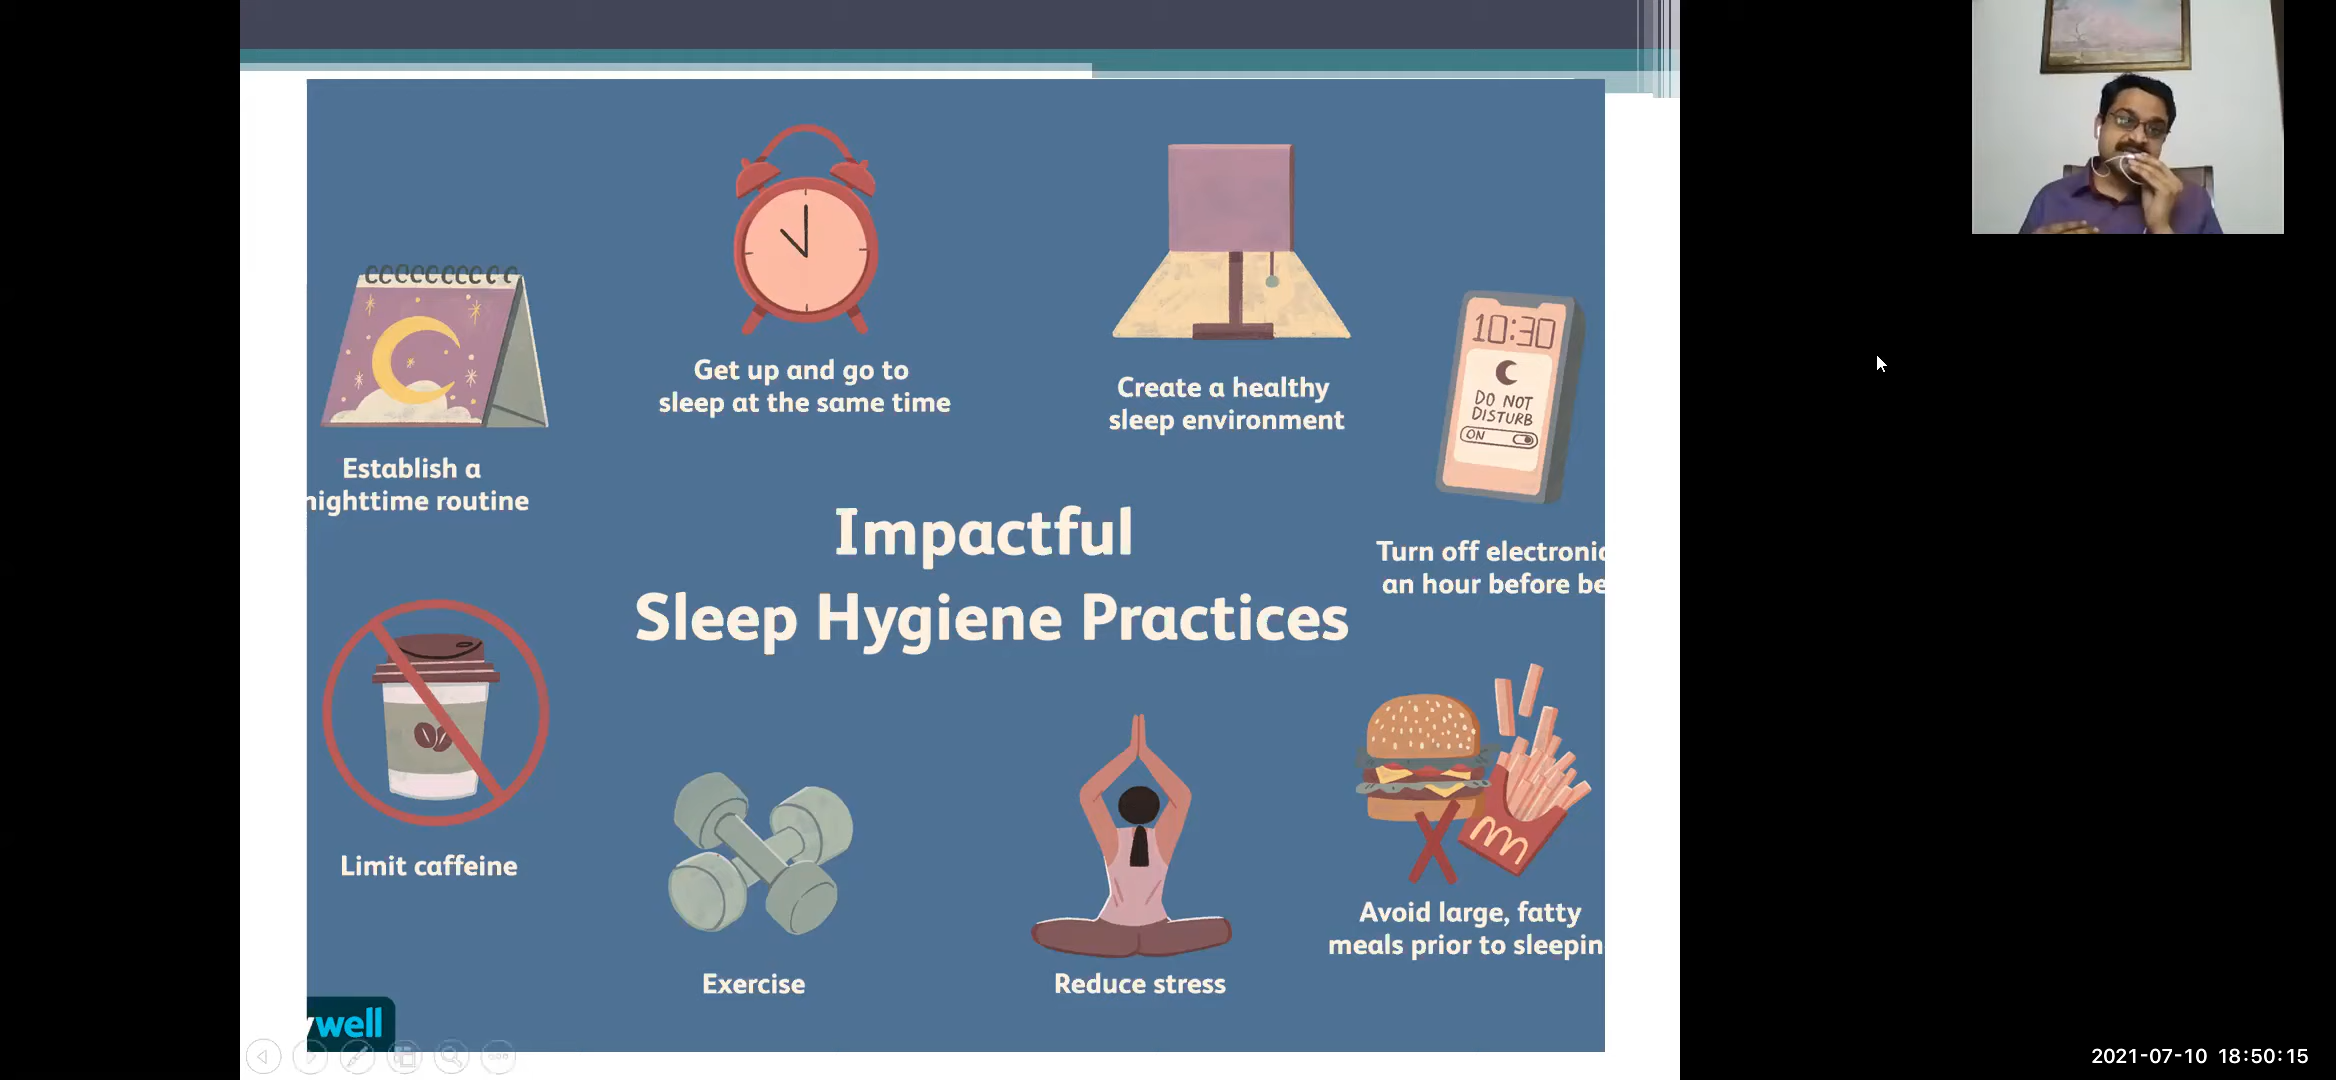 Get up and go to
sleep at the same time
Create a healthy
sleep environment
10:30
DO NOT
DISTURB
ON
Establish a
nighttime routine
Turn off electronic
an hour before be
Impactful
Sleep Hygiene Practices
Limit caffeine
Exercise
Reduce stress
Avoid large, fatty
meals prior to sleepin
ywell
2021-07-10 18:50:15